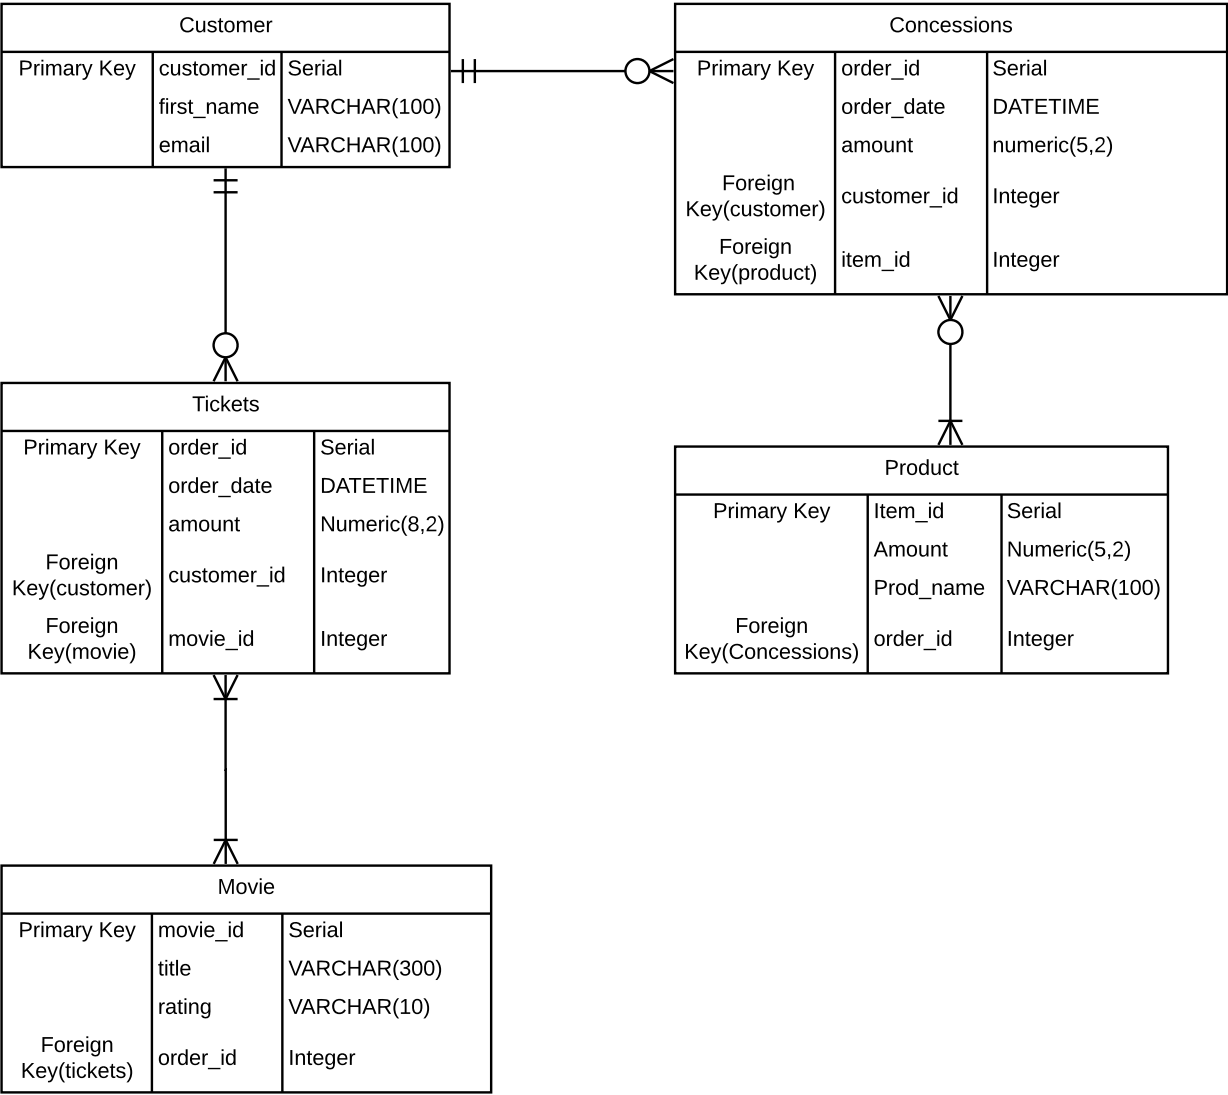 Customer
Primary Key customer_id Serial
first_name VARCHAR(100)
email VARCHAR(100)
Concessions
Primary Key order_id Serial
order_date DATETIME
amount numeric(5,2)
Foreign
Key(customer) customer_id Integer
Foreign
Key(product) item_id Integer
Tickets
Primary Key order_id Serial
order_date DATETIME
amount Numeric(8,2)
Foreign
Key(customer) customer_id Integer
Foreign
Key(movie) movie_id Integer
Product
Primary Key Item_id Serial
Amount Numeric(5,2)
Prod_name VARCHAR(100)
Foreign
Key(Concessions) order_id Integer
Movie
Primary Key movie_id Serial
title VARCHAR(300)
rating VARCHAR(10)
Foreign
Key(tickets) order_id Integer